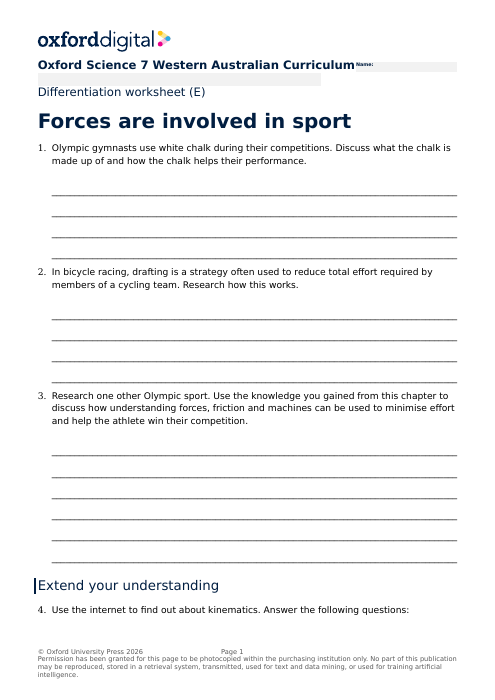 oxforddigital
Oxford Science 7 Western Australian Curriculum Name:
Differentiation worksheet (E)
Forces are involved in sport
1. Olympic gymnasts use white chalk during their competitions. Discuss what the chalk is
made up of and how the chalk helps their performance.
2. In bicycle racing, drafting is a strategy often used to reduce total effort required by
members of a cycling team. Research how this works.
3. Research one other Olympic sport. Use the knowledge you gained from this chapter to
discuss how understanding forces, friction and machines can be used to minimise effort
and help the athlete win their competition.
Extend your understanding
4. Use the internet to find out about kinematics. Answer the following questions:
© Oxford University Press 2026 Page 1
Permission has been granted for this page to be photocopied within the purchasing institution only. No part of this publication
may be reproduced, stored in a retrieval system, transmitted, used for text and data mining, or used for training artificial
intelligence.